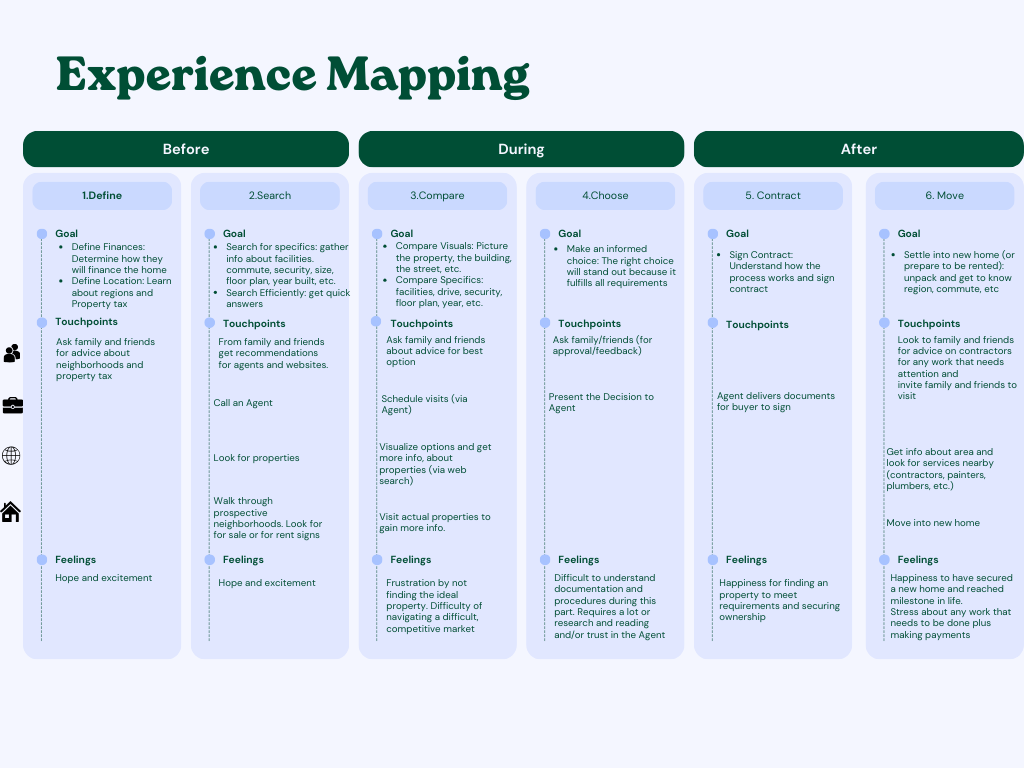 Experience Mapping
Before
During
After
1.Define
Goal
Define Finances:
Determine how they
will finance the home
Define Location: Learn
about regions and
Property tax
Touchpoints
Ask family and friends
for advice about
neighborhoods and
property tax
Feelings
Hope and excitement
2.Search
Goal
Search for specifics: gather
info about facilities.
commute, security, size,
floor plan, year built, etc.
Search Efficiently: get quick
answers
Touchpoints
From family and friends
get recommendations
for agents and websites.
Call an Agent
Look for properties
Walk through
prospective
neighborhoods. Look for
for sale or for rent signs
Feelings
Hope and excitement
3.Compare
Goal
Compare Visuals: Picture
the property, the building,
the street, etc.
Compare Specifics:
facilities, drive, security,
floor plan, year, etc.
Touchpoints
Ask family and friends
about advice for best
option
Schedule visits (via
Agent)
Visualize options and get
more info, about
properties (via web
search)
Visit actual properties to
gain more info.
Feelings
Frustration by not
finding the ideal
property. Difficulty of
navigating a difficult,
competitive market
4.Choose
Goal
Make an informed
choice: The right choice
will stand out because it
fulfills all requirements
Touchpoints
Ask family/friends (for
approval/feedback)
Present the Decision to
Agent
Feelings
Difficult to understand
documentation and
procedures during this
part. Requires a lot or
research and reading
and/or trust in the Agent
5. Contract
Goal
Sign Contract:
Understand how the
process works and sign
contract
Touchpoints
Agent delivers documents
for buyer to sign
Feelings
Happiness for finding an
property to meet
requirements and securing
ownership
6. Move
Goal
Settle into new home (or
prepare to be rented):
unpack and get to know
region, commute, etc
Touchpoints
Look to family and friends
for advice on contractors
for any work that needs
attention and
invite family and friends to
visit
Get info about area and
look for services nearby
(contractors, painters,
plumbers, etc.)
Move into new home
Feelings
Happiness to have secured
a new home and reached
milestone in life.
Stress about any work that
needs to be done plus
making payments